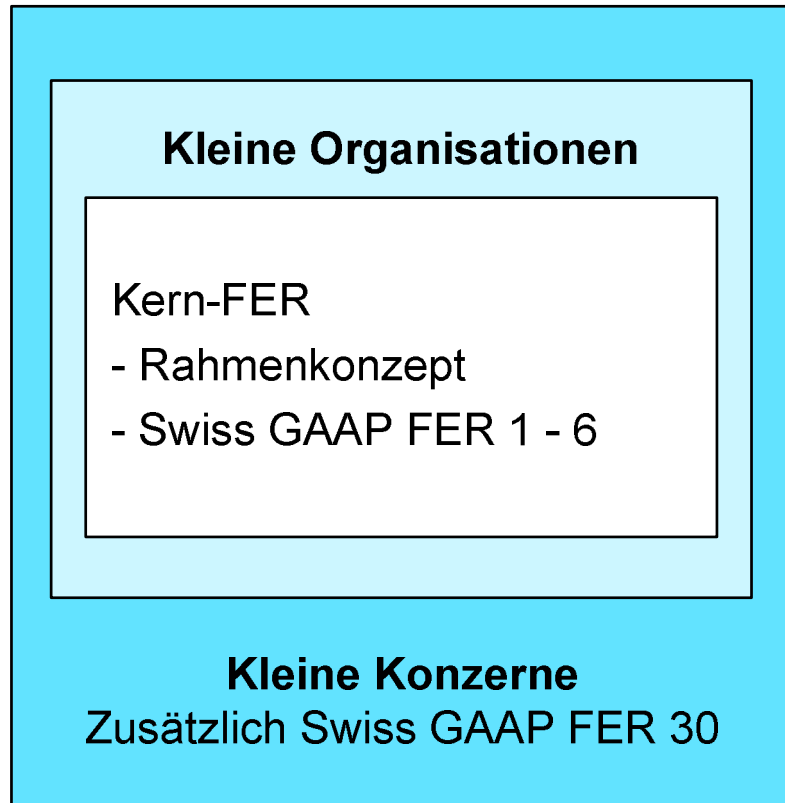 Kleine Organisationen
Kern-FER
- Rahmenkonzept
- Swiss GAAP FER 1 - 6
Kleine Konzerne
Zusätzlich Swiss GAAP FER 30